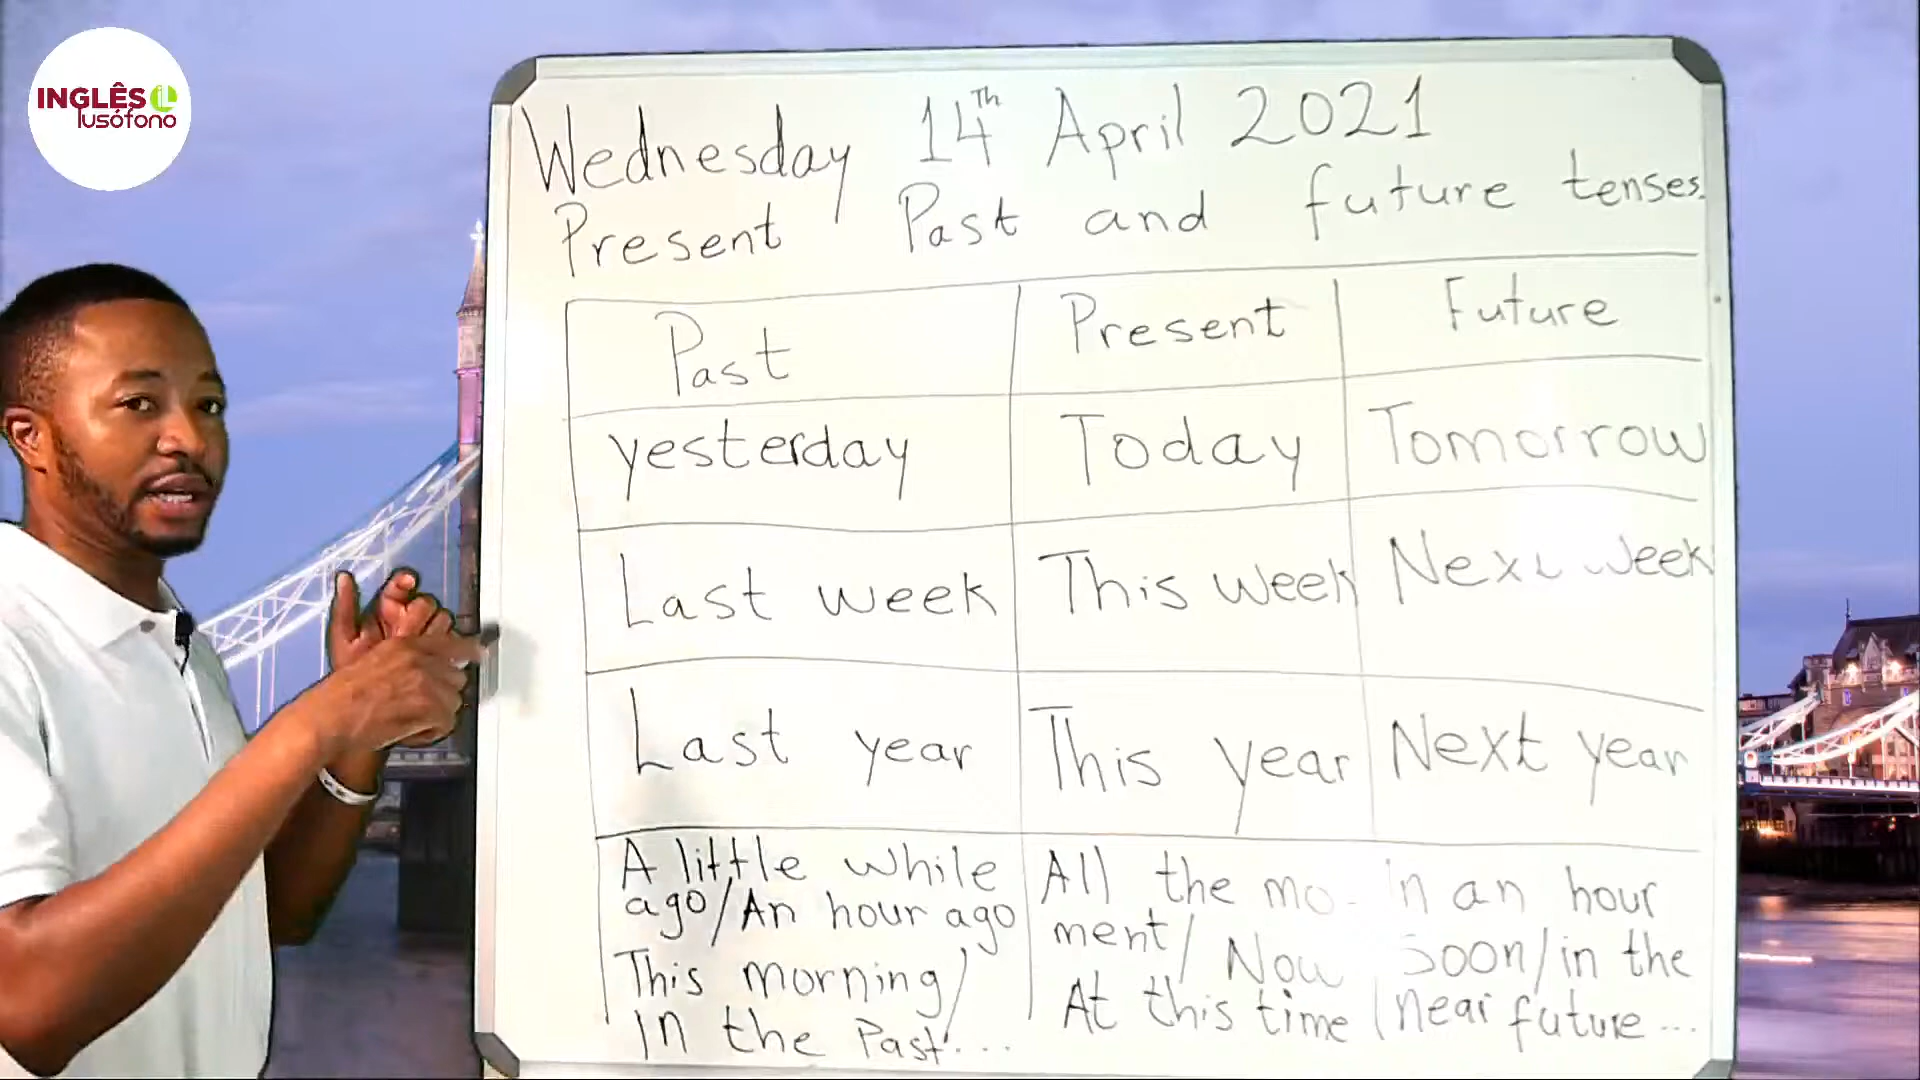 INGLÊS
lusófono
Wednesday 14Th April 2021
Present Past and future tenses.
Past Present Future
yesterday Today Tomorrow
Last week This week Next week
Last year This year Next year
A little while
ago/An hour ago
This morning/
In the Past...
All the mo-
ment/ Now
At this time
In an hour
Soon/in the
near future...